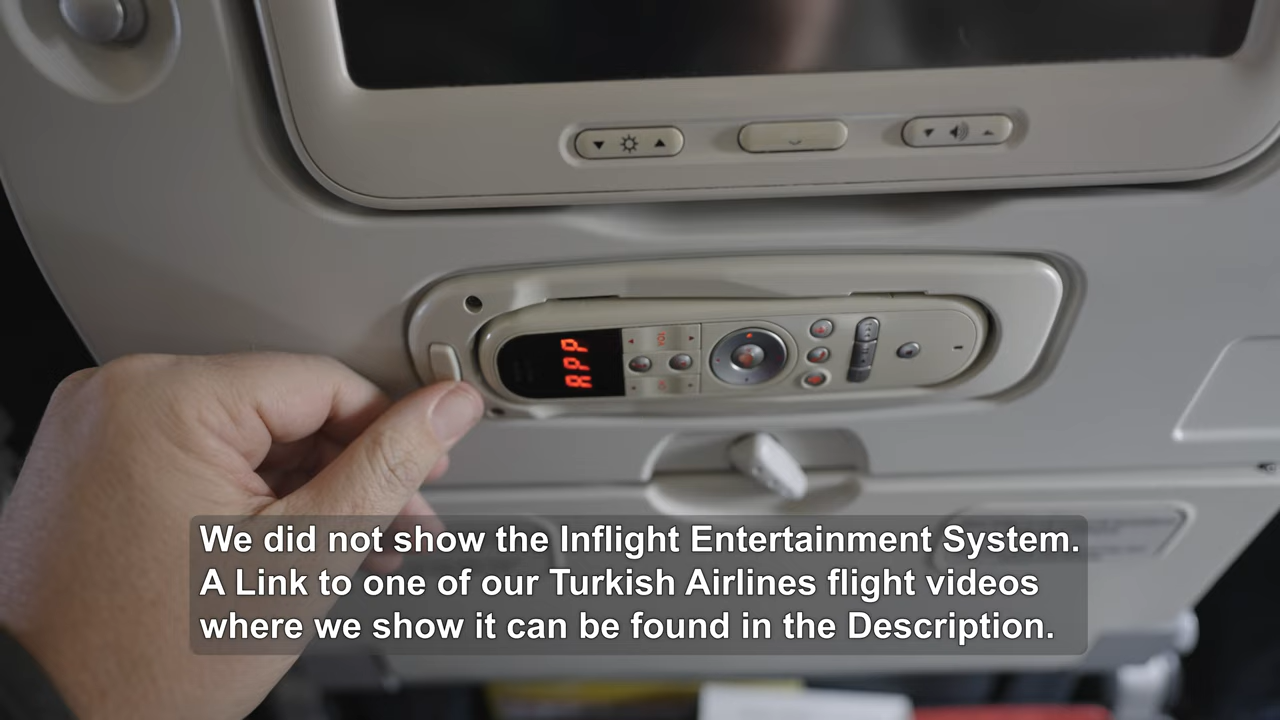 APP
We did not show the Inflight Entertainment System.
A Link to one of our Turkish Airlines flight videos
where we show it can be found in the Description.